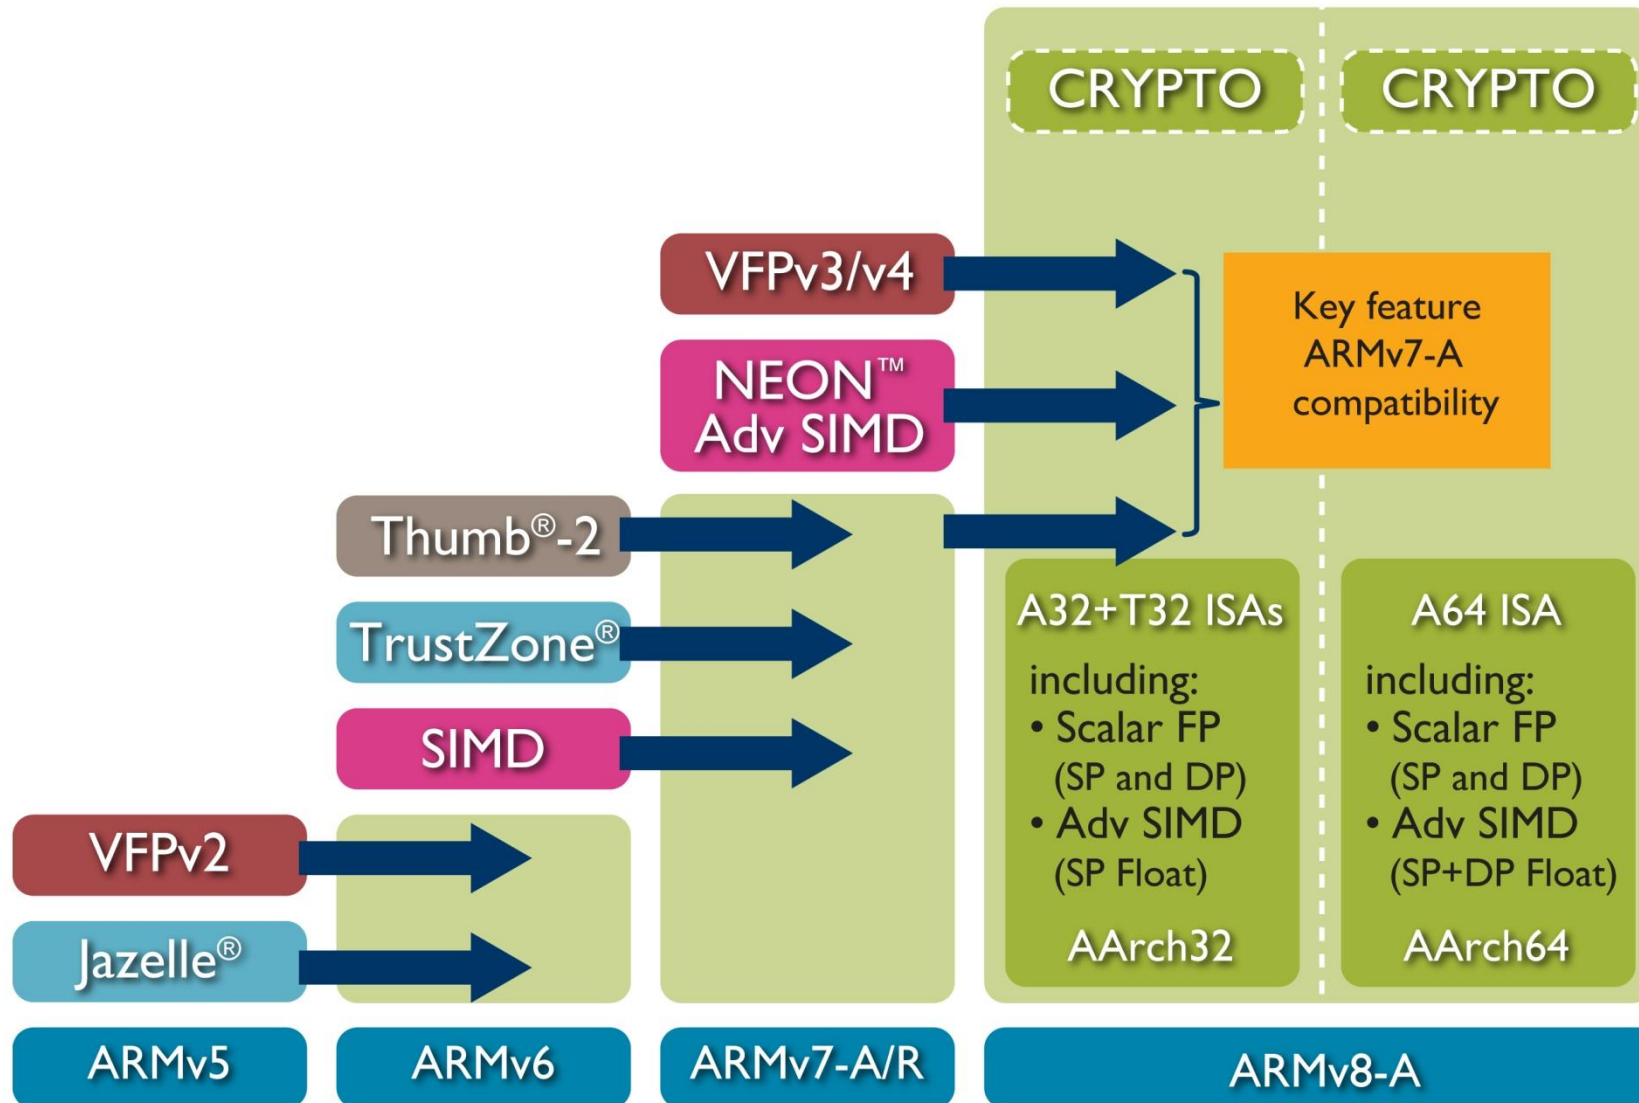 CRYPTO
CRYPTO
VFPv3/v4
Key feature
ARMv7-A
compatibility
NEON™
Adv SIMD
Thumb®-2
TrustZone®
SIMD
A32+T32 ISAs
including:
• Scalar FP
(SP and DP)
• Adv SIMD
(SP Float)
AArch32
A64 ISA
including:
• Scalar FP
(SP and DP)
• Adv SIMD
(SP+DP Float)
AArch64
VFPv2
Jazelle®
ARMv5
ARMv6
ARMv7-A/R
ARMv8-A